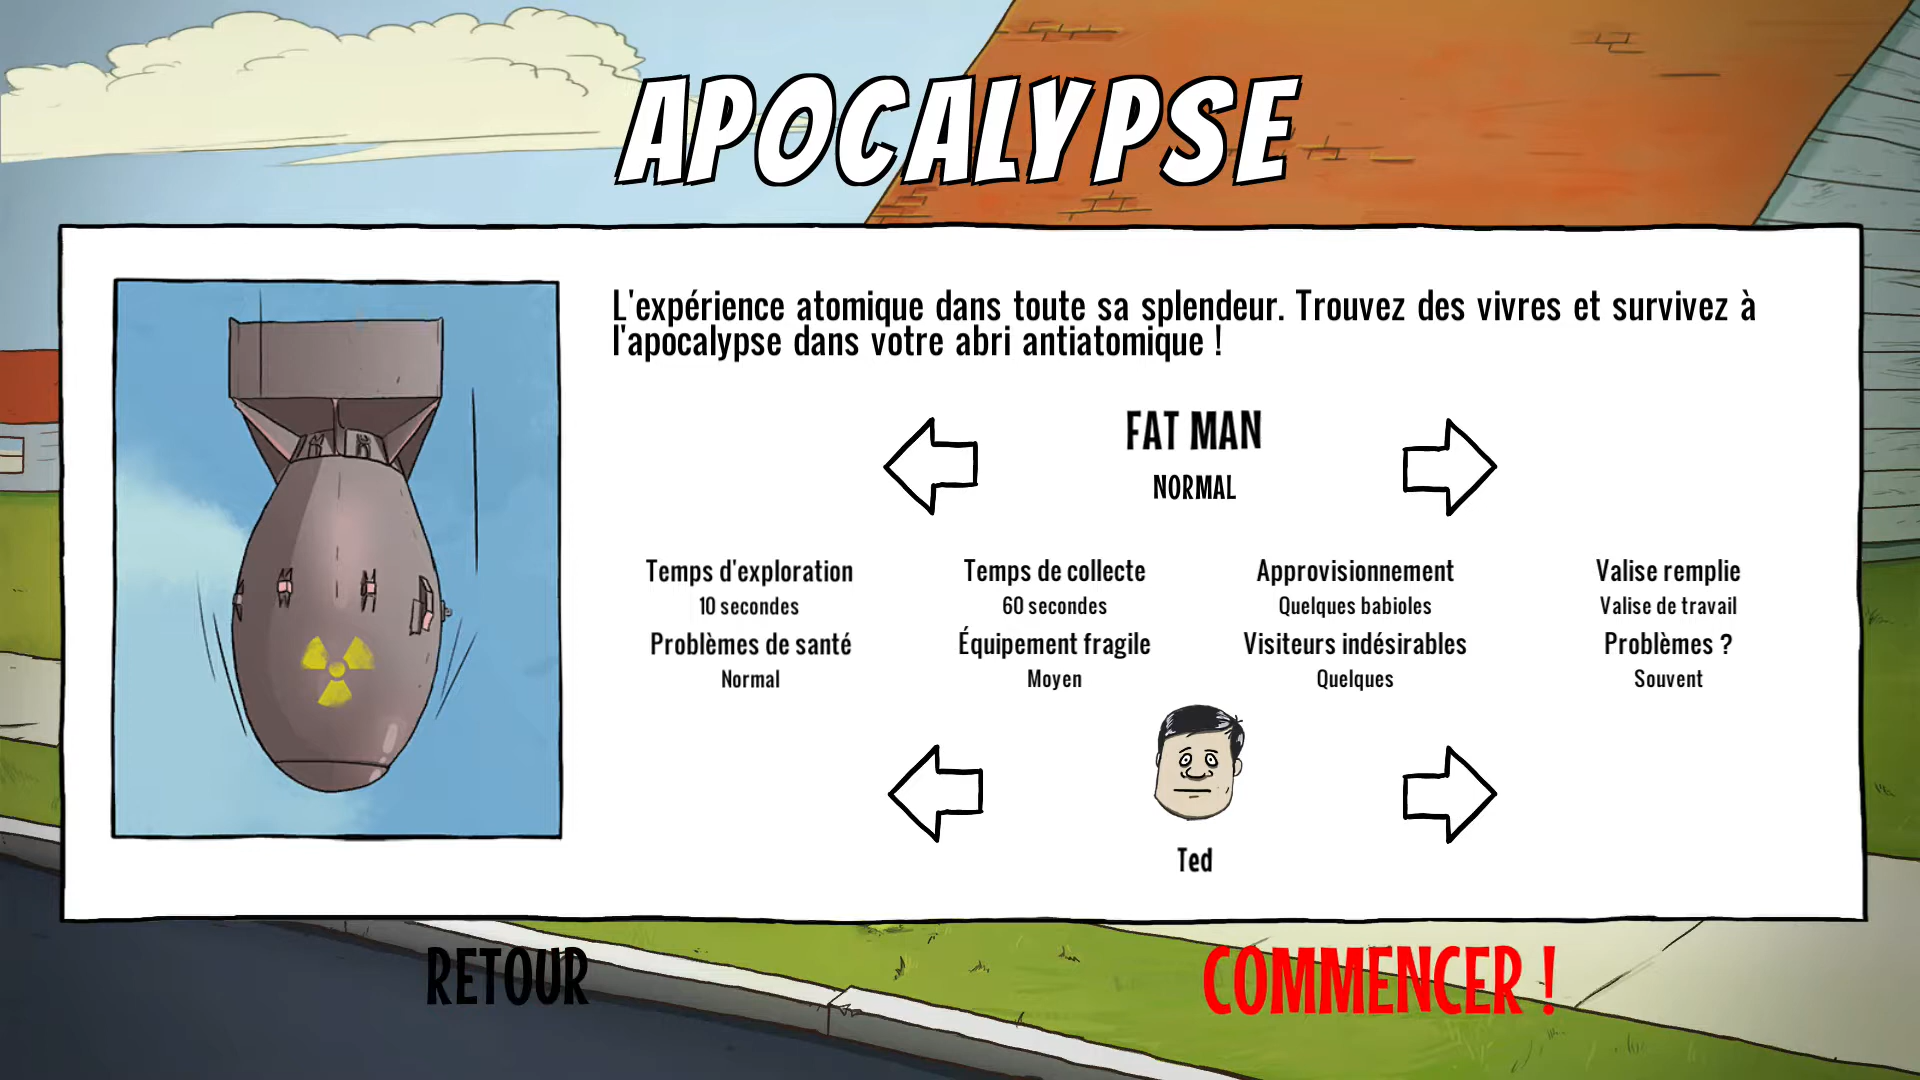 APOCALYPSE
L'expérience atomique dans toute sa splendeur. Trouvez des vivres et survivez à
l'apocalypse dans votre abri antiatomique !
FAT MAN
NORMAL
Temps d'exploration
10 secondes
Temps de collecte
60 secondes
Approvisionnement
Quelques babioles
Valise remplie
Valise de travail
Problèmes de santé
Normal
Équipement fragile
Moyen
Visiteurs indésirables
Quelques
Problèmes ?
Souvent
Ted
RETOUR
COMMENCER !